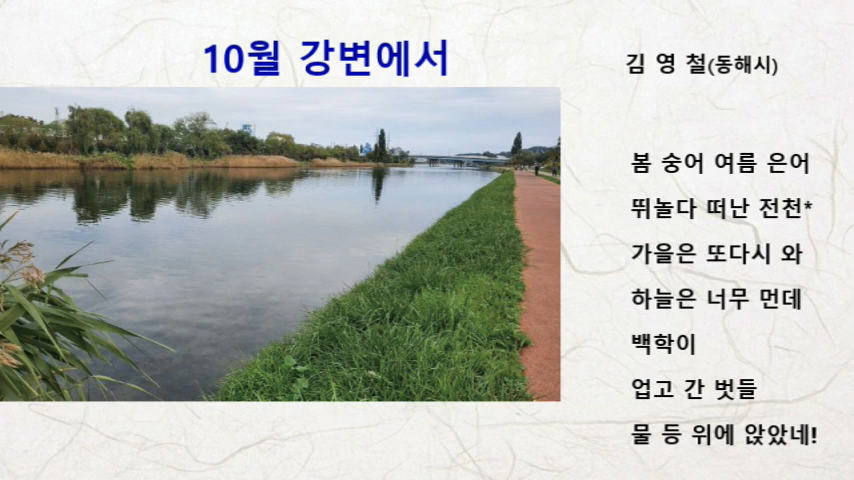 10월 강변에서
김 영 철(동해시)
봄 숭어 여름 은어
뛰놀다 떠난 전천*
가을은 또다시 와
하늘은 너무 먼데
백학이
업고 간 벗들
물 등 위에 앉았네!